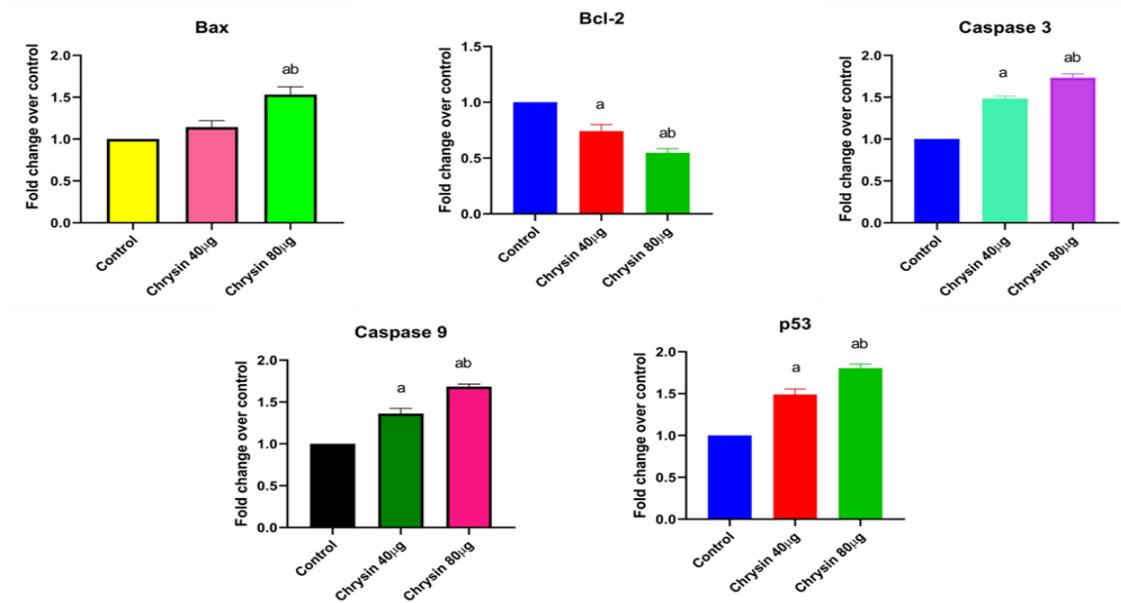 Bax
Fold change over control
2.0
1.5
1.0
0.5
0.0
ab
Control
Chrysin 40μg
Chrysin 80μg
Bcl-2
Fold change over control
1.5
1.0
0.5
0.0
a
ab
Control
Chrysin 40μg
Chrysin 80μg
Caspase 3
Fold change over control
2.0
1.5
1.0
0.5
0.0
a
ab
Control
Chrysin 40μg
Chrysin 80μg
Caspase 9
Fold change over control
2.0
1.5
1.0
0.5
0.0
a
ab
Control
Chrysin 40μg
Chrysin 80μg
p53
Fold change over control
2.0
1.5
1.0
0.5
0.0
a
ab
Control
Chrysin 40μg
Chrysin 80μg